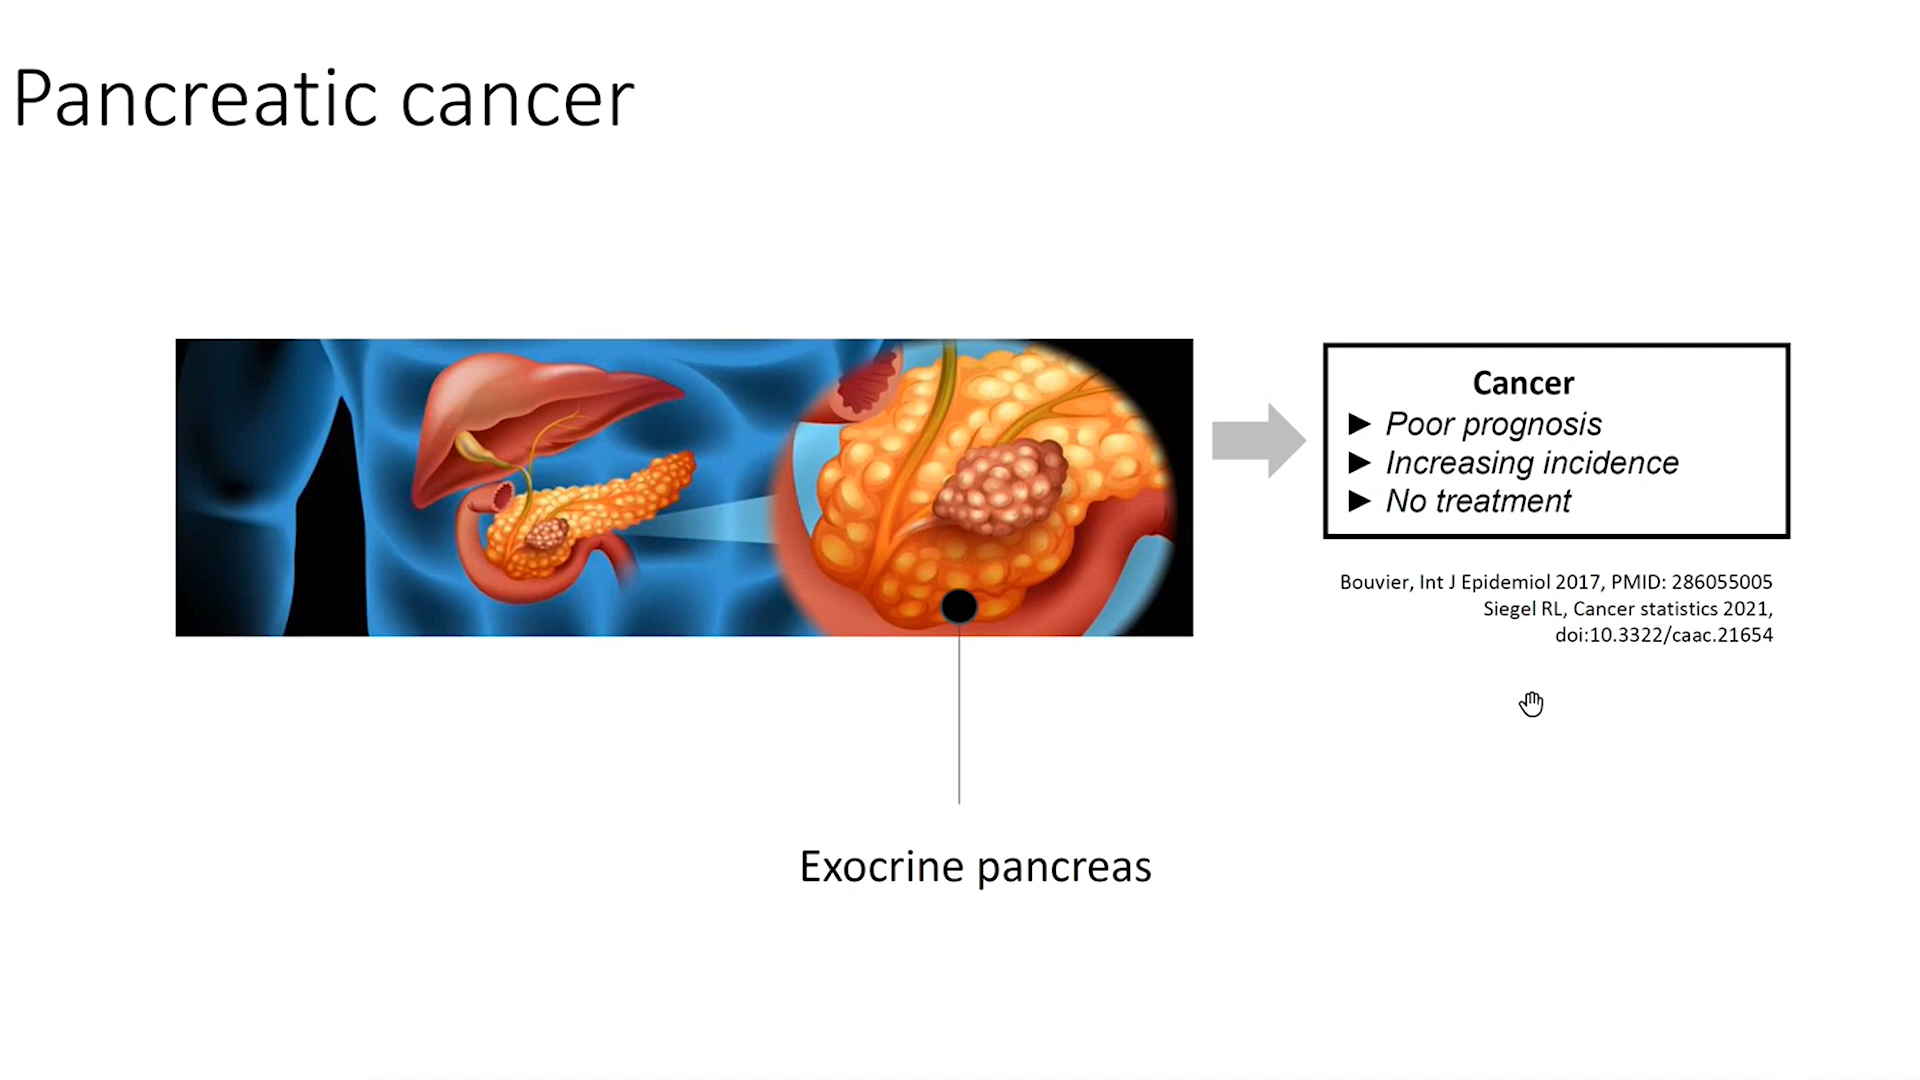 Pancreatic cancer
Cancer
► Poor prognosis
► Increasing incidence
► No treatment
Bouvier, Int J Epidemiol 2017, PMID: 286055005
Siegel RL, Cancer statistics 2021,
doi:10.3322/caac.21654
Exocrine pancreas